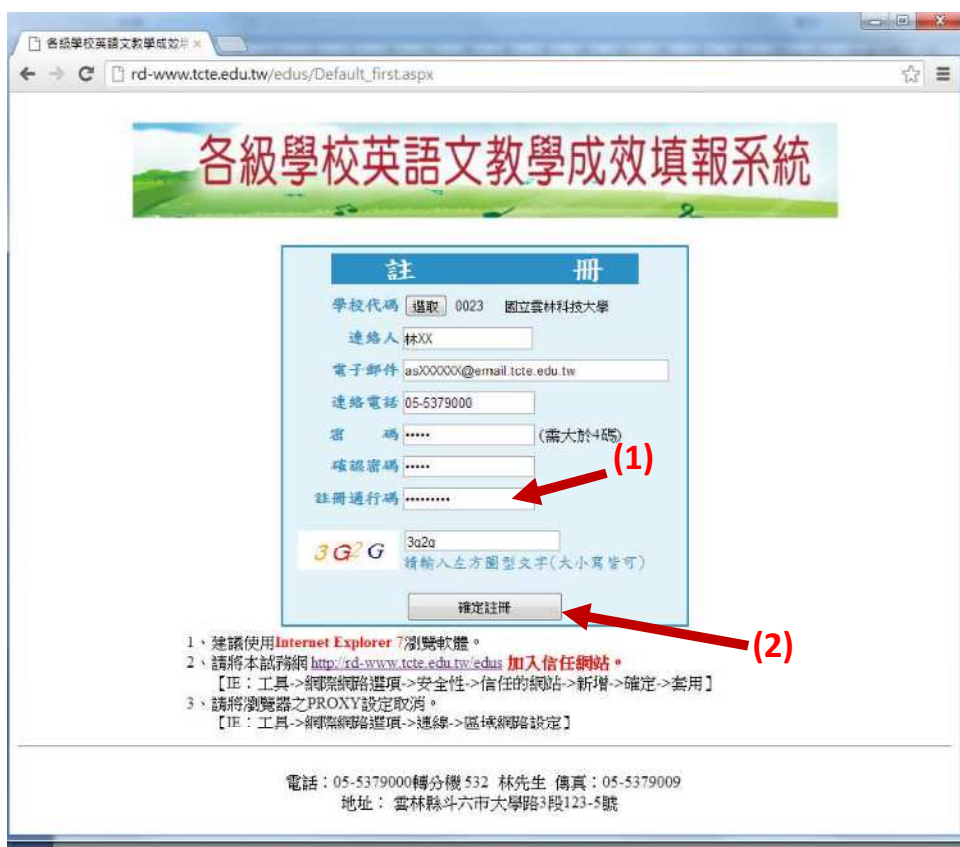 各級學校英語文教學成效填 ×
rd-www.tcte.edu.tw/edus/Default_first.aspx
各級學校英語文教學成效填報系統
註 冊
學校代碼 選取 0023 國立雲林科技大學
連絡人 林XX
電子郵件 asXXXXXX@email.tcte.edu.tw
連絡電話 05-5379000
密 碼 ••••• (需大於4碼)
(1)
確認密碼 •••••
註冊通行碼 •••••••••
3G2G 3g2g
請輸入左方圖型文字(大小寫皆可)
確定註冊
(2)
1、建議使用Internet Explorer 7瀏覽軟體。
2、請將本試務網 http://rd-www.tcte.edu.tw/edus 加入信任網站。
【IE：工具->網際網路選項->安全性->信任的網站->新增->確定->套用】
3、請將瀏覽器之PROXY設定取消。
【IE：工具->網際網路選項->連線->區域網路設定】
電話：05-5379000轉分機 532 林先生 傳真：05-5379009
地址： 雲林縣斗六市大學路3段123-5號